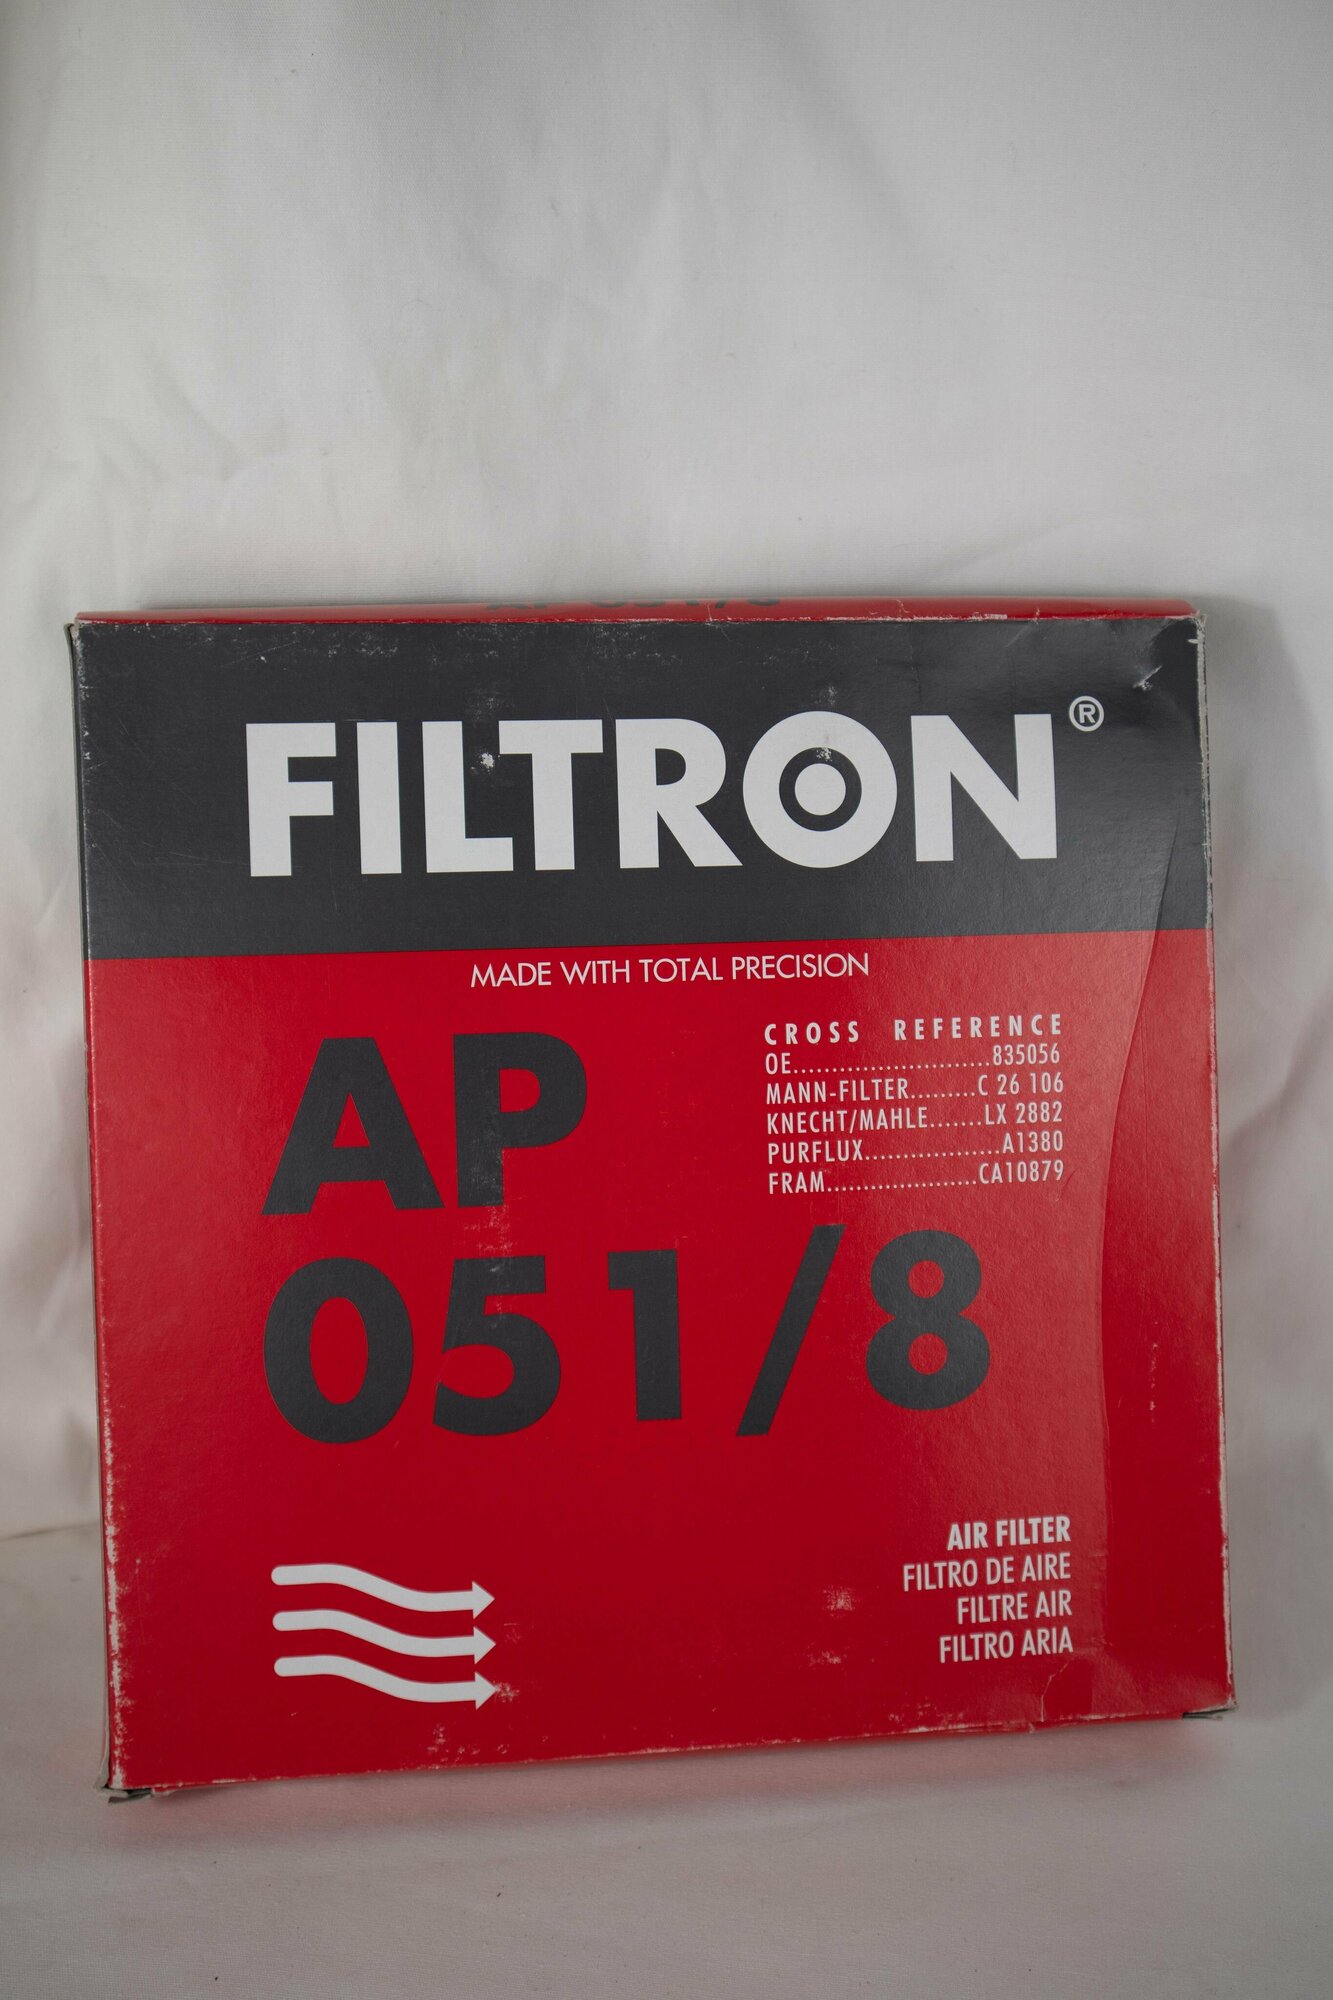 FILTRON®
MADE WITH TOTAL PRECISION
AP
051/8
CROSS REFERENCE
OE..........................835056
MANN-FILTER.........C 26 106
KNECHT/MAHLE.......LX 2882
PURFLUX..................A1380
FRAM....................CA10879
AIR FILTER
FILTRO DE AIRE
FILTRE AIR
FILTRO ARIA